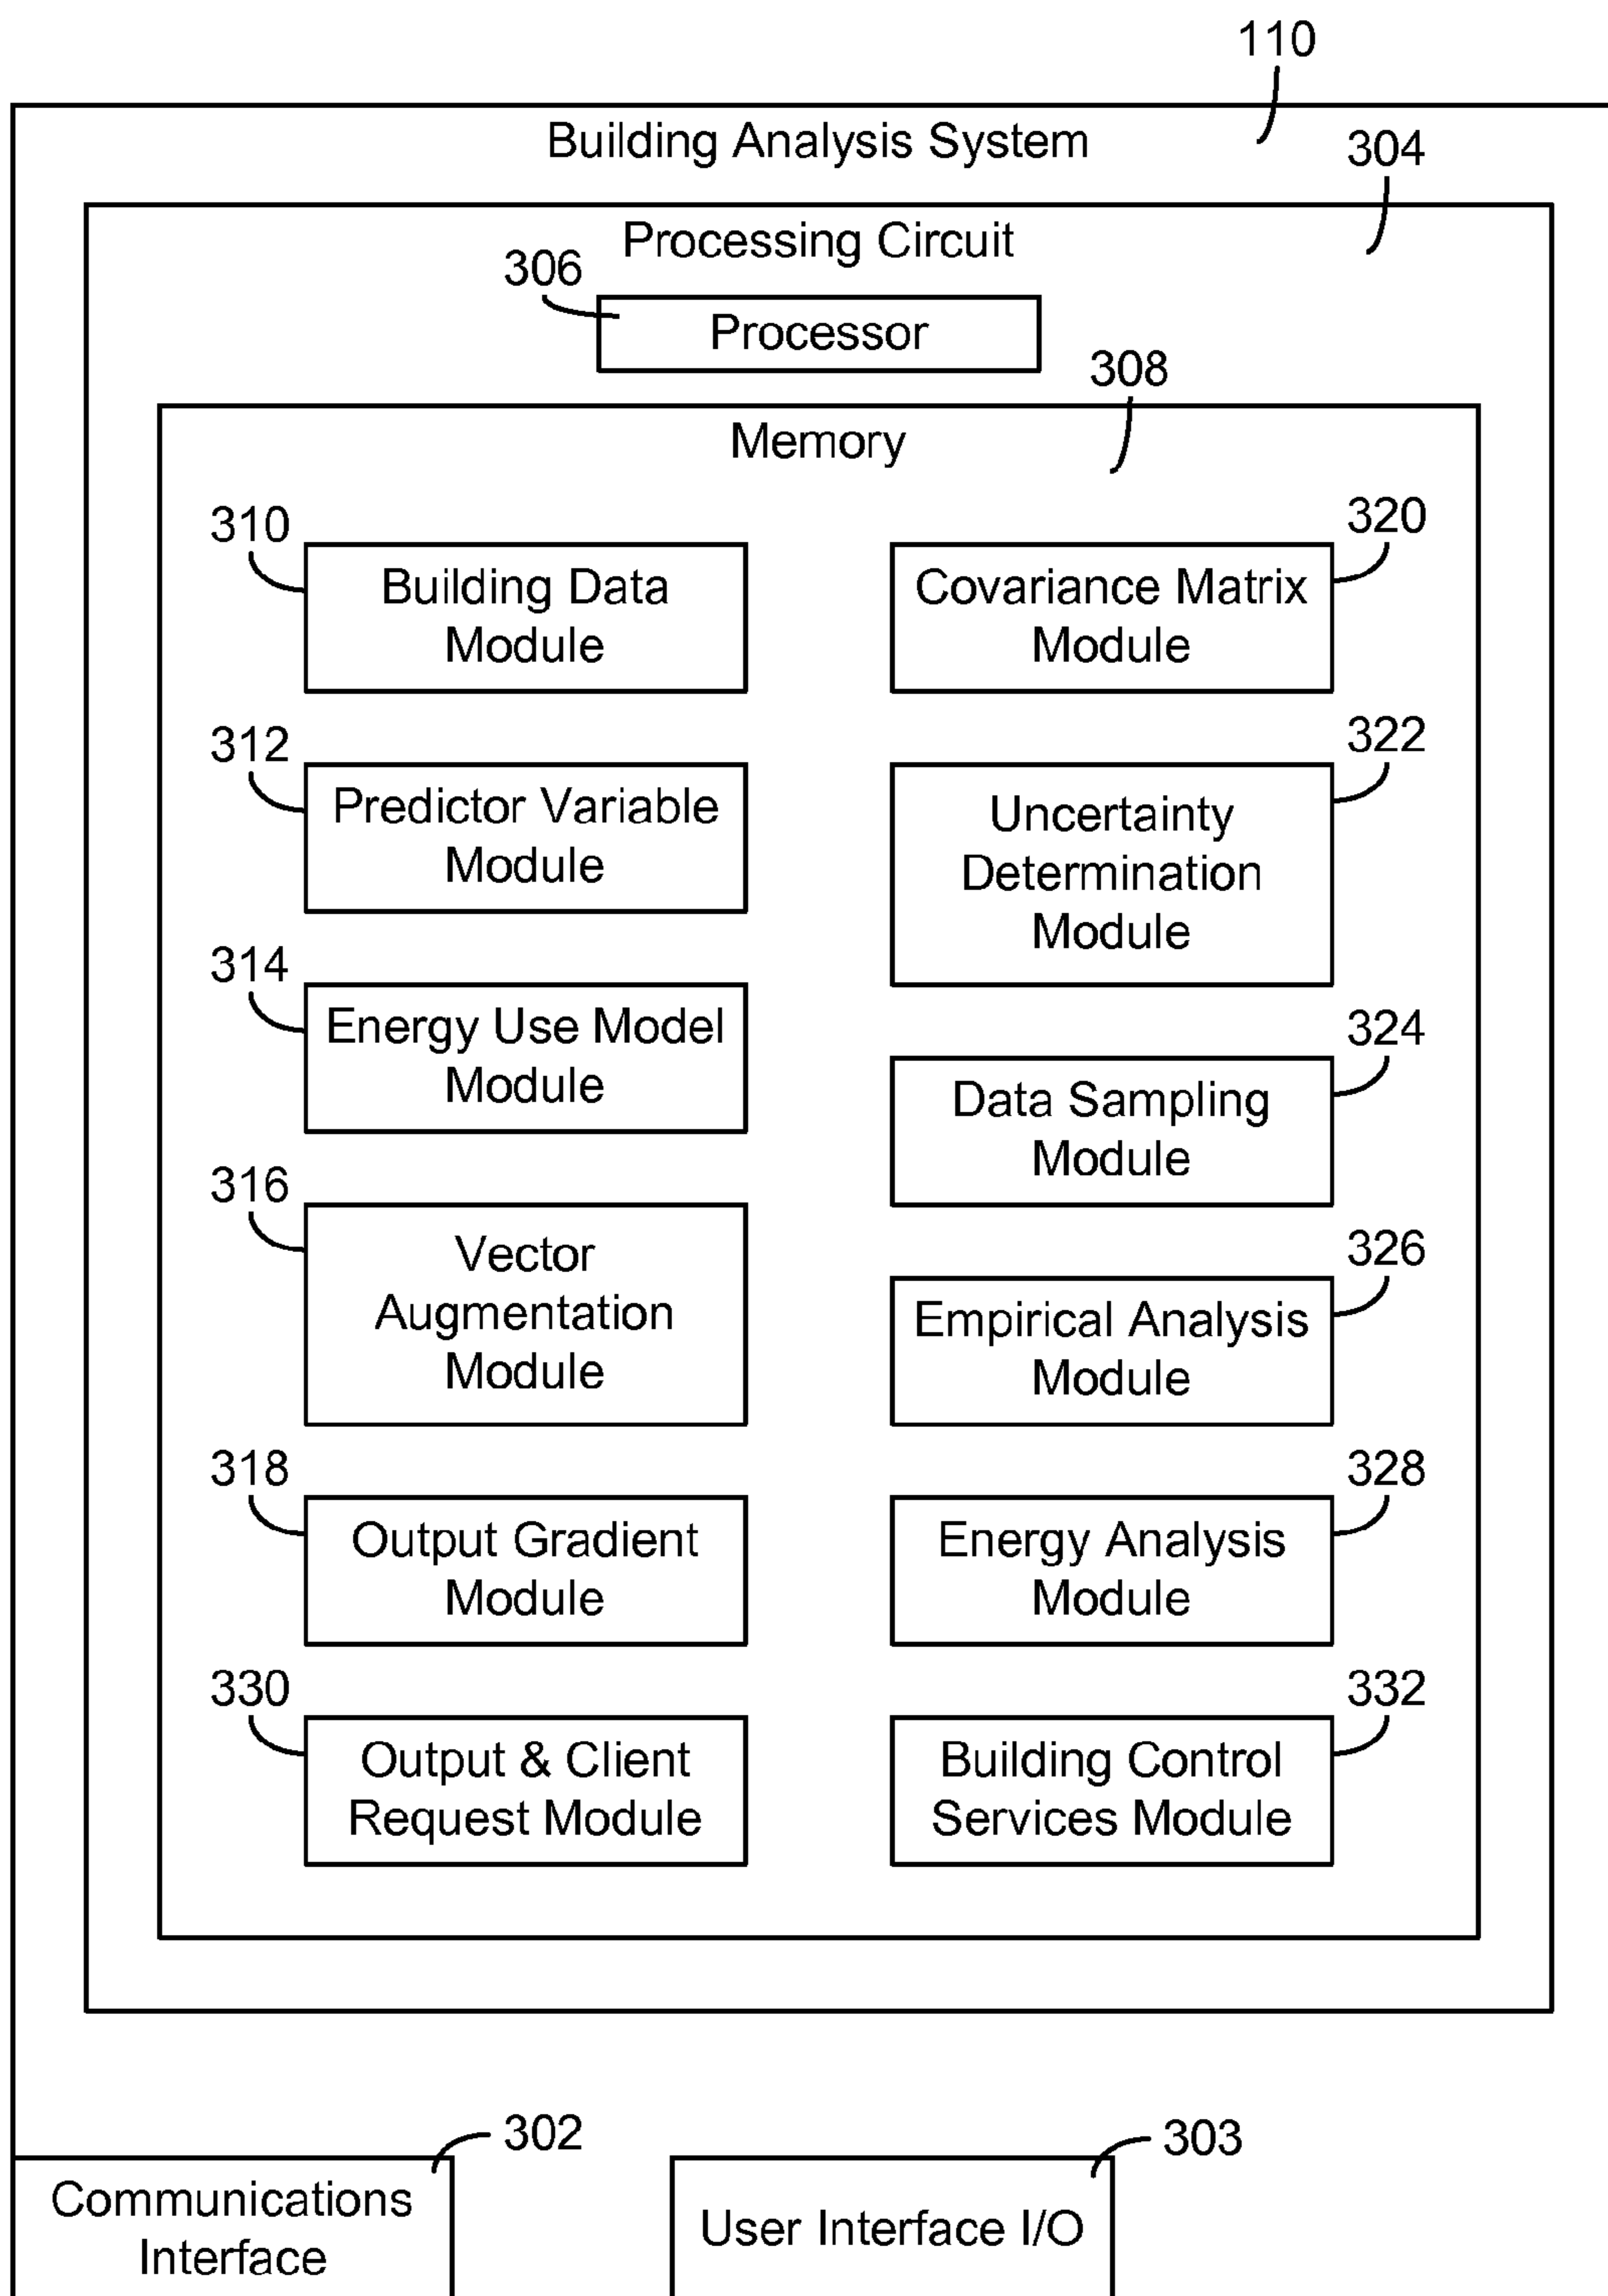 110
Building Analysis System
304
Processing Circuit
306
Processor
308
Memory
310
Building Data
Module
320
Covariance Matrix
Module
312
Predictor Variable
Module
322
Uncertainty
Determination
Module
314
Energy Use Model
Module
324
Data Sampling
Module
316
Vector
Augmentation
Module
326
Empirical Analysis
Module
318
Output Gradient
Module
328
Energy Analysis
Module
330
Output & Client
Request Module
332
Building Control
Services Module
302
Communications
Interface
303
User Interface I/O